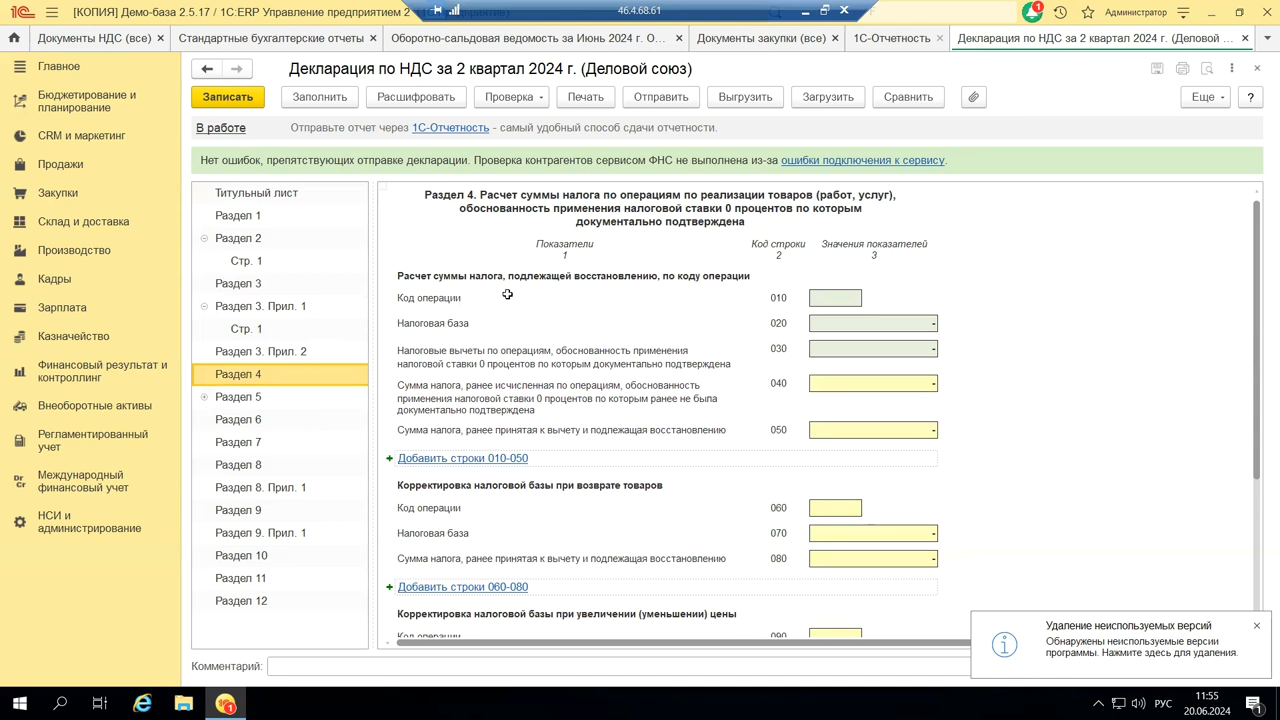 [КОПИЯ] Демо-база 2.5.17 / 1С:ERP Управление предприятием 2
46.4.68.61
1
Администратор
Документы НДС (все)
Стандартные бухгалтерские отчеты
Оборотно-сальдовая ведомость за Июнь 2024 г. О...
Документы закупки (все)
1С-Отчетность
Декларация по НДС за 2 квартал 2024 г. (Деловой ...
Главное
Бюджетирование и
планирование
CRM и маркетинг
Продажи
Закупки
Склад и доставка
Производство
Кадры
Зарплата
Казначейство
Финансовый результат и
контроллинг
Внеоборотные активы
Регламентированный
учет
Международный
финансовый учет
НСИ и
администрирование
Декларация по НДС за 2 квартал 2024 г. (Деловой союз)
Записать
Заполнить
Расшифровать
Проверка
Печать
Отправить
Выгрузить
Загрузить
Сравнить
Еще
?
В работе
Отправьте отчет через 1С-Отчетность - самый удобный способ сдачи отчетности.
Нет ошибок, препятствующих отправке декларации. Проверка контрагентов сервисом ФНС не выполнена из-за ошибки подключения к сервису.
Титульный лист
Раздел 1
Раздел 2
Стр. 1
Раздел 3
Раздел 3. Прил. 1
Стр. 1
Раздел 3. Прил. 2
Раздел 4
Раздел 5
Раздел 6
Раздел 7
Раздел 8
Раздел 8. Прил. 1
Раздел 9
Раздел 9. Прил. 1
Раздел 10
Раздел 11
Раздел 12
Раздел 4. Расчет суммы налога по операциям по реализации товаров (работ, услуг),
обоснованность применения налоговой ставки 0 процентов по которым
документально подтверждена
Показатели Код строки Значения показателей
1 2 3
Расчет суммы налога, подлежащей восстановлению, по коду операции
Код операции 010
Налоговая база 020 -
Налоговые вычеты по операциям, обоснованность применения 030 -
налоговой ставки 0 процентов по которым документально подтверждена
Сумма налога, ранее исчисленная по операциям, обоснованность 040 -
применения налоговой ставки 0 процентов по которым ранее не была
документально подтверждена
Сумма налога, ранее принятая к вычету и подлежащая восстановлению 050 -
Добавить строки 010-050
Корректировка налоговой базы при возврате товаров
Код операции 060
Налоговая база 070 -
Сумма налога, ранее принятая к вычету и подлежащая восстановлению 080 -
Добавить строки 060-080
Корректировка налоговой базы при увеличении (уменьшении) цены
Код операции 090
Комментарий:
Удаление неиспользуемых версий
Обнаружены неиспользуемые версии
программы. Нажмите здесь для удаления.
1
РУС
11:55
20.06.2024
1